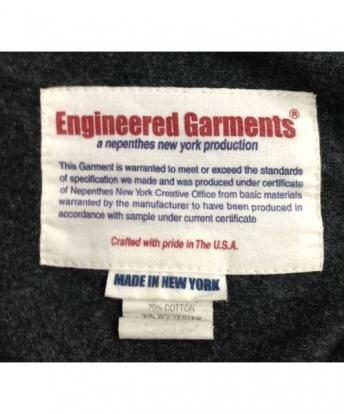 Engineered Garments®
a nepenthes new york production
This Garment is warranted to meet or exceed the standards
of specification we made and was produced under certificate
of Nepenthes New York Creative Office from basic materials
warranted by the manufacturer to have been produced in
accordance with sample under current certificate
Crafted with pride in The U.S.A.
MADE IN NEW YORK
70% COTTON
30% POLYESTER